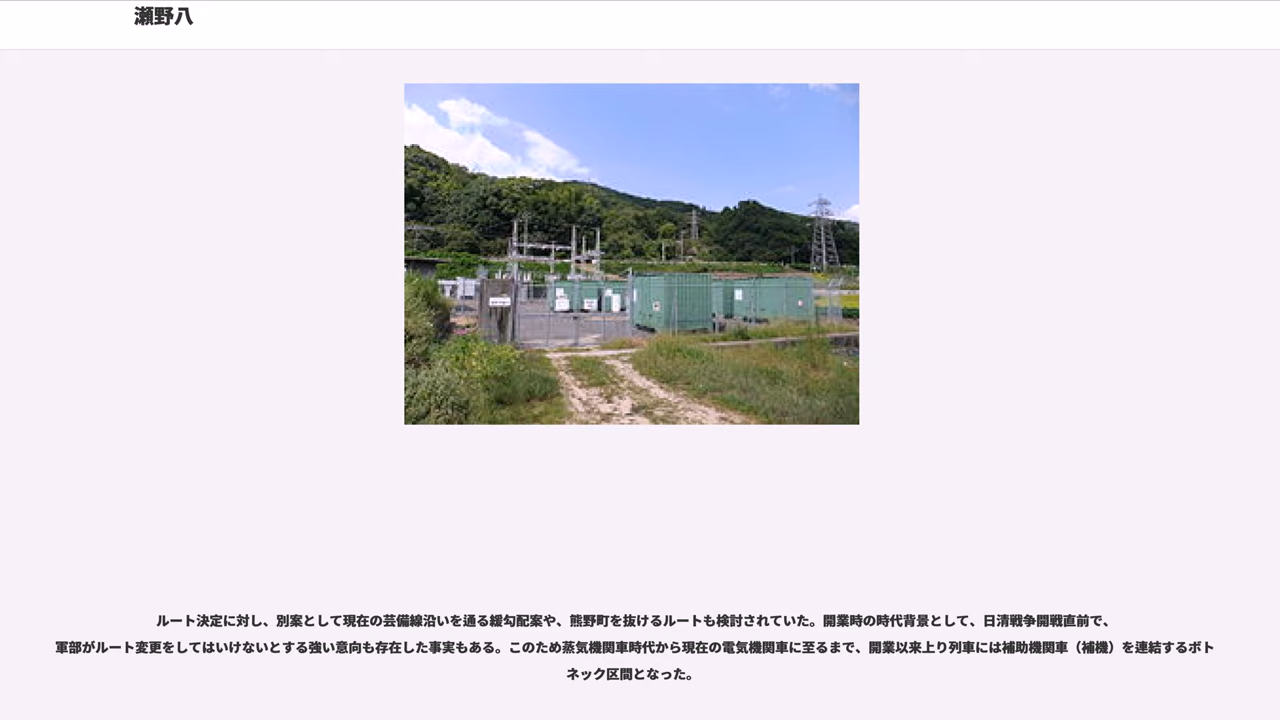 瀬野八
ルート決定に対し、別案として現在の芸備線沿いを通る緩勾配案や、熊野町を抜けるルートも検討されていた。開業時の時代背景として、日清戦争開戦直前で、
軍部がルート変更をしてはいけないとする強い意向も存在した事実もある。このため蒸気機関車時代から現在の電気機関車に至るまで、開業以来上り列車には補助機関車（補機）を連結するボト
ネック区間となった。